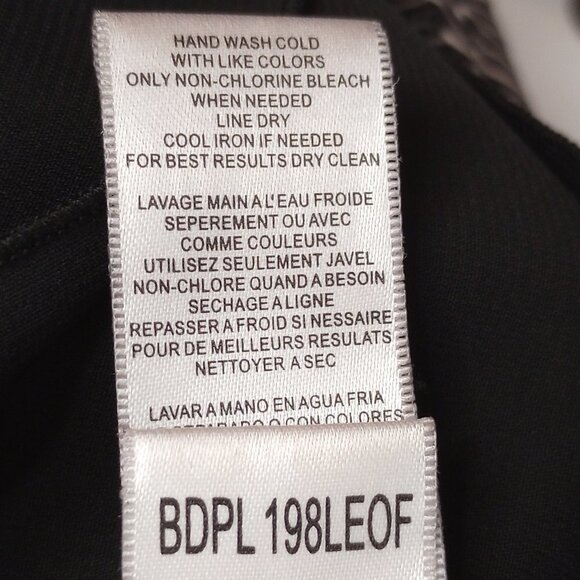 HAND WASH COLD
WITH LIKE COLORS
ONLY NON-CHLORINE BLEACH
WHEN NEEDED
LINE DRY
COOL IRON IF NEEDED
FOR BEST RESULTS DRY CLEAN
LAVAGE MAIN A L'EAU FROIDE
SEPEREMENT OU AVEC
COMME COULEURS
UTILISEZ SEULEMENT JAVEL
NON-CHLORE QUAND A BESOIN
SECHAGE A LIGNE
REPASSER A FROID SI NESSAIRE
POUR DE MEILLEURS RESULATS
NETTOYER A SEC
LAVAR A MANO EN AGUA FRIA
O CON COLORES
BDPL 198LEOF